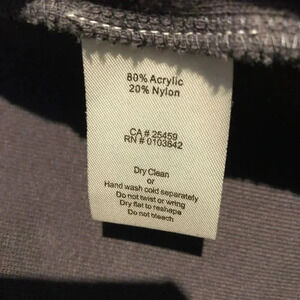 80% Acrylic
20% Nylon
CA # 25459
RN # 0103842
Dry Clean
or
Hand wash cold separately
Do not twist or wring
Dry flat to reshape
Do not bleach